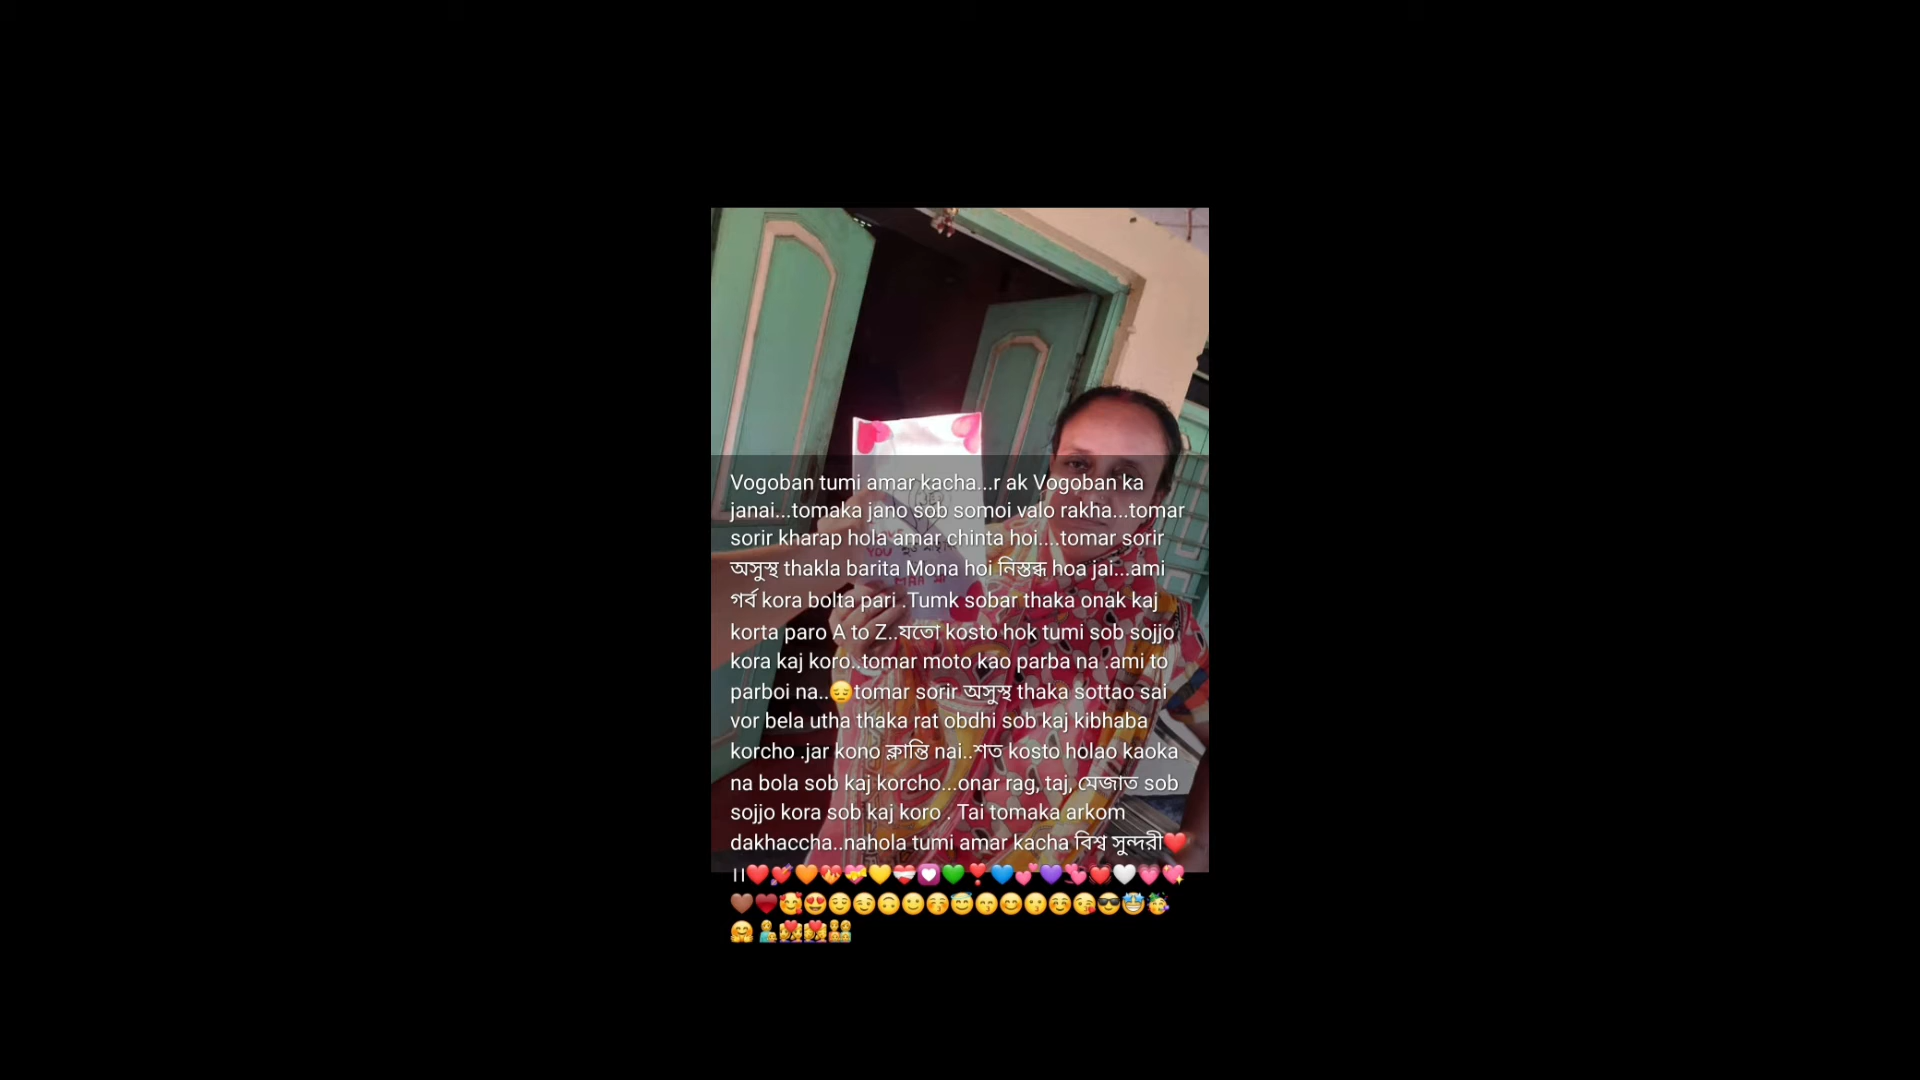 Vogoban tumi amar kacha...r ak Vogoban ka
janai...tomaka jano sob somoi valo rakha...tomar
sorir kharap hola amar chinta hoi....tomar sorir
অসুস্থ thakla barita Mona hoi নিস্তব্ধ hoa jai...ami
গর্ব kora bolta pari .Tumk sobar thaka onak kaj
korta paro A to Z..যতো kosto hok tumi sob sojjo
kora kaj koro..tomar moto kao parba na .ami to
parboi na..😔tomar sorir অসুস্থ thaka sottao sai
vor bela utha thaka rat obdhi sob kaj kibhaba
korcho .jar kono ক্লান্তি nai..শত kosto holao kaoka
na bola sob kaj korcho...onar rag, taj, মেজাত sob
sojjo kora sob kaj koro . Tai tomaka arkom
dakhaccha..nahola tumi amar kacha বিশ্ব সুন্দরী❤️
YOU
MAA